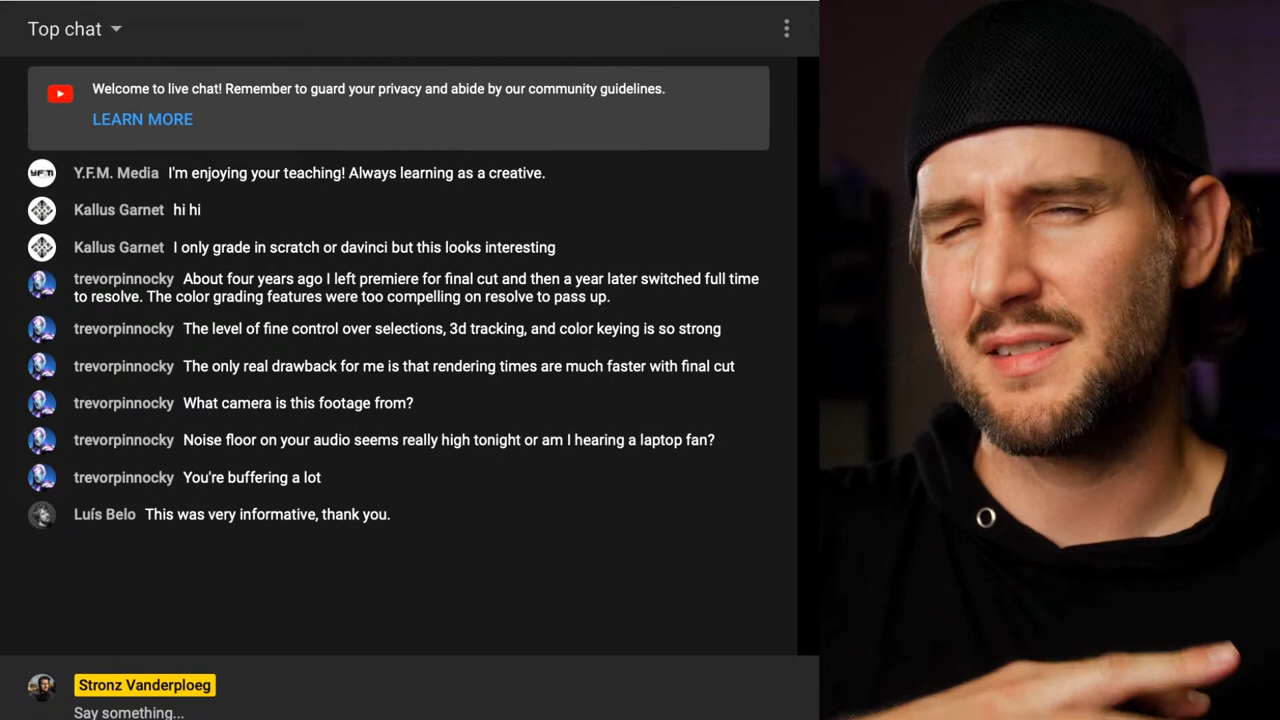 Top chat
Welcome to live chat! Remember to guard your privacy and abide by our community guidelines.
LEARN MORE
YFM Y.F.M. Media I'm enjoying your teaching! Always learning as a creative.
Kallus Garnet hi hi
Kallus Garnet I only grade in scratch or davinci but this looks interesting
trevorpinnocky About four years ago I left premiere for final cut and then a year later switched full time
to resolve. The color grading features were too compelling on resolve to pass up.
trevorpinnocky The level of fine control over selections, 3d tracking, and color keying is so strong
trevorpinnocky The only real drawback for me is that rendering times are much faster with final cut
trevorpinnocky What camera is this footage from?
trevorpinnocky Noise floor on your audio seems really high tonight or am I hearing a laptop fan?
trevorpinnocky You're buffering a lot
Luís Belo This was very informative, thank you.
Stronz Vanderploeg
Say something...